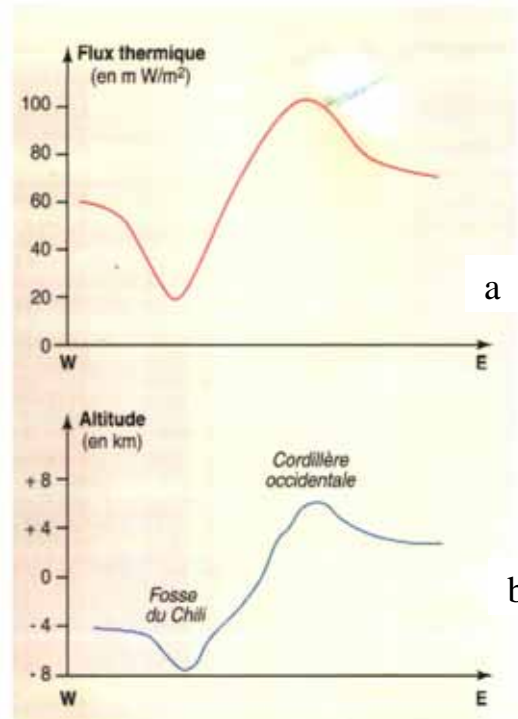 Flux thermique
(en m W/m²)
100
80
60
40
20
0
W
E
a
Altitude
(en km)
+ 8
+ 4
0
- 4
- 8
Cordillère
occidentale
Fosse
du Chili
W
E
b